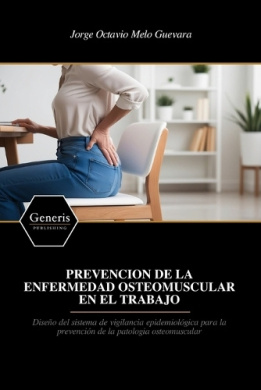 Jorge Octavio Melo Guevara
Generis
PUBLISHING
PREVENCION DE LA
ENFERMEDAD OSTEOMUSCULAR
EN EL TRABAJO
Diseño del sistema de vigilancia epidemiológica para la
prevención de la patología osteomuscular